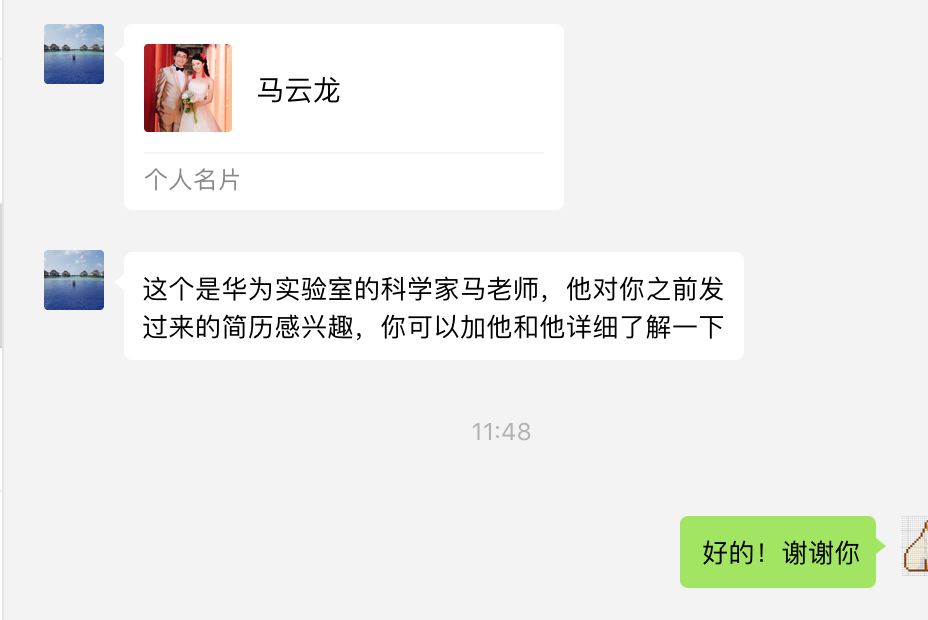 马云龙
个人名片
这个是华为实验室的科学家马老师，他对你之前发
过来的简历感兴趣，你可以加他和他详细了解一下
11:48
好的！谢谢你